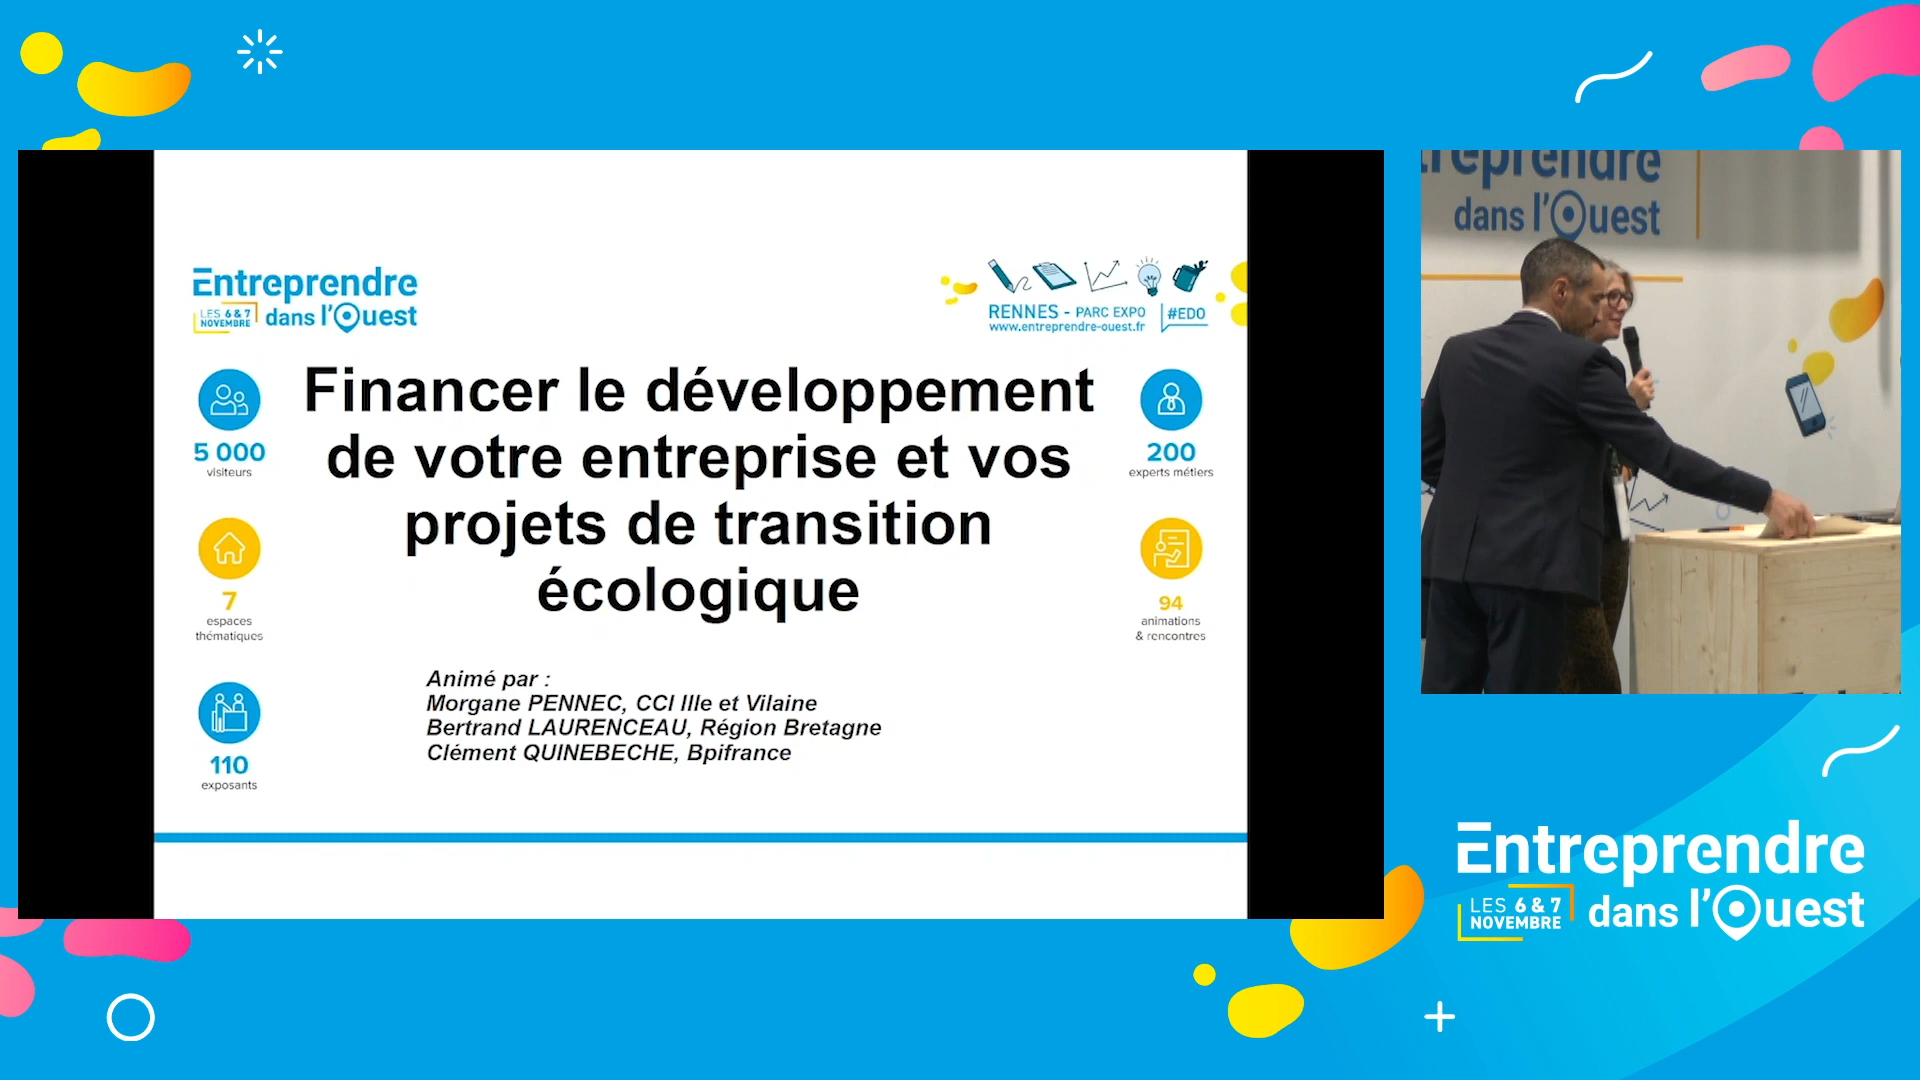 Entreprendre
LES 6 & 7
NOVEMBRE
dans l'Ouest
RENNES - PARC EXPO
www.entreprendre-ouest.fr
#EDO
5 000
visiteurs
7
espaces
thématiques
110
exposants
Financer le développement
de votre entreprise et vos
projets de transition
écologique
Animé par :
Morgane PENNEC, CCI Ille et Vilaine
Bertrand LAURENCEAU, Région Bretagne
Clément QUINEBECHE, Bpifrance
200
experts métiers
94
animations
& rencontres
treprendre
dans l'Ouest
Entreprendre
LES 6 & 7
NOVEMBRE
dans l'Ouest